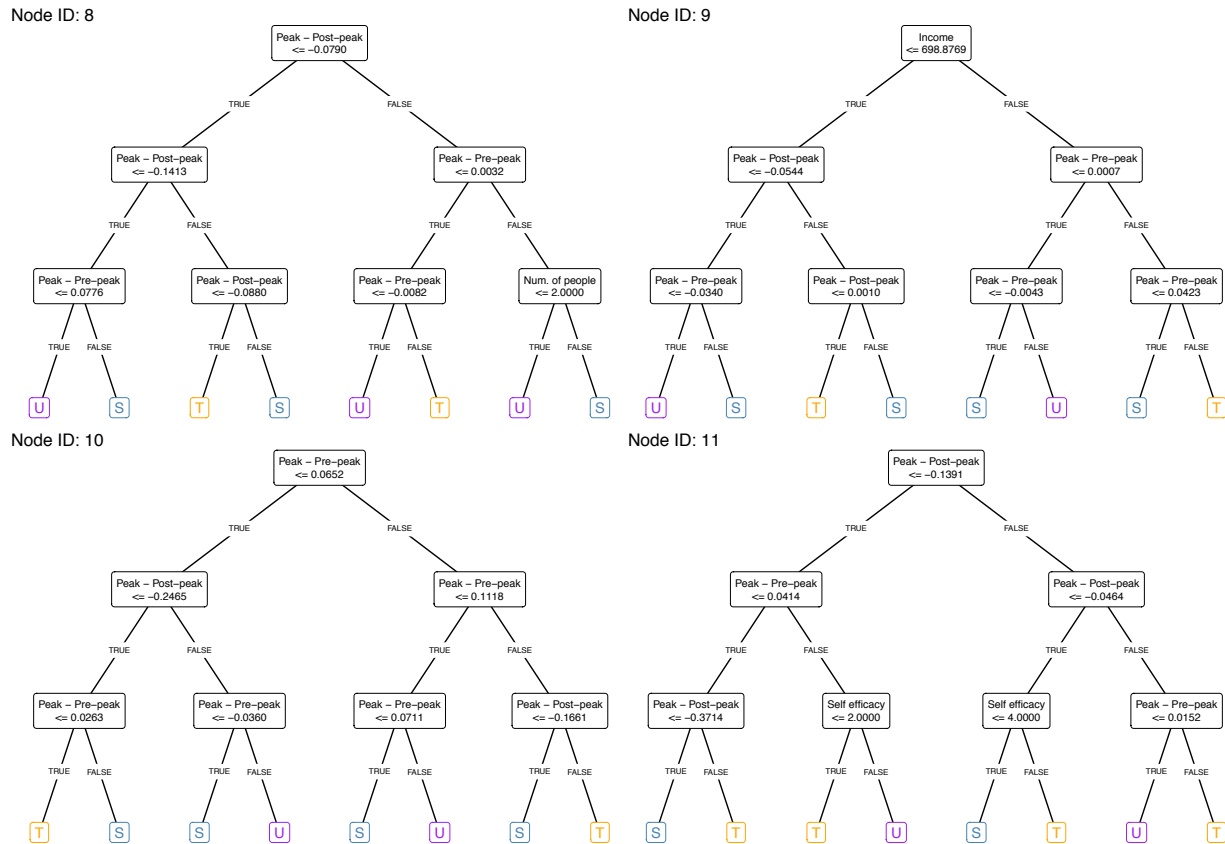 Node ID: 8
Peak − Post−peak
<= −0.0790
TRUE
FALSE
Peak − Post−peak
<= −0.1413
Peak − Pre−peak
<= 0.0032
TRUE
FALSE
TRUE
FALSE
Peak − Pre−peak
<= 0.0776
Peak − Post−peak
<= −0.0880
Peak − Pre−peak
<= −0.0082
Num. of people
<= 2.0000
TRUE
FALSE
TRUE
FALSE
TRUE
FALSE
TRUE
FALSE
U
S
T
S
U
T
U
S
Node ID: 9
Income
<= 698.8769
TRUE
FALSE
Peak − Post−peak
<= −0.0544
Peak − Pre−peak
<= 0.0007
TRUE
FALSE
TRUE
FALSE
Peak − Pre−peak
<= −0.0340
Peak − Post−peak
<= 0.0010
Peak − Pre−peak
<= −0.0043
Peak − Pre−peak
<= 0.0423
TRUE
FALSE
TRUE
FALSE
TRUE
FALSE
TRUE
FALSE
U
S
T
S
S
U
S
T
Node ID: 10
Peak − Pre−peak
<= 0.0652
TRUE
FALSE
Peak − Post−peak
<= −0.2465
Peak − Pre−peak
<= 0.1118
TRUE
FALSE
TRUE
FALSE
Peak − Pre−peak
<= 0.0263
Peak − Pre−peak
<= −0.0360
Peak − Pre−peak
<= 0.0711
Peak − Post−peak
<= −0.1661
TRUE
FALSE
TRUE
FALSE
TRUE
FALSE
TRUE
FALSE
T
S
S
U
S
U
S
T
Node ID: 11
Peak − Post−peak
<= −0.1391
TRUE
FALSE
Peak − Pre−peak
<= 0.0414
Peak − Post−peak
<= −0.0464
TRUE
FALSE
TRUE
FALSE
Peak − Post−peak
<= −0.3714
Self efficacy
<= 2.0000
Self efficacy
<= 4.0000
Peak − Pre−peak
<= 0.0152
TRUE
FALSE
TRUE
FALSE
TRUE
FALSE
TRUE
FALSE
S
T
T
U
S
T
U
T